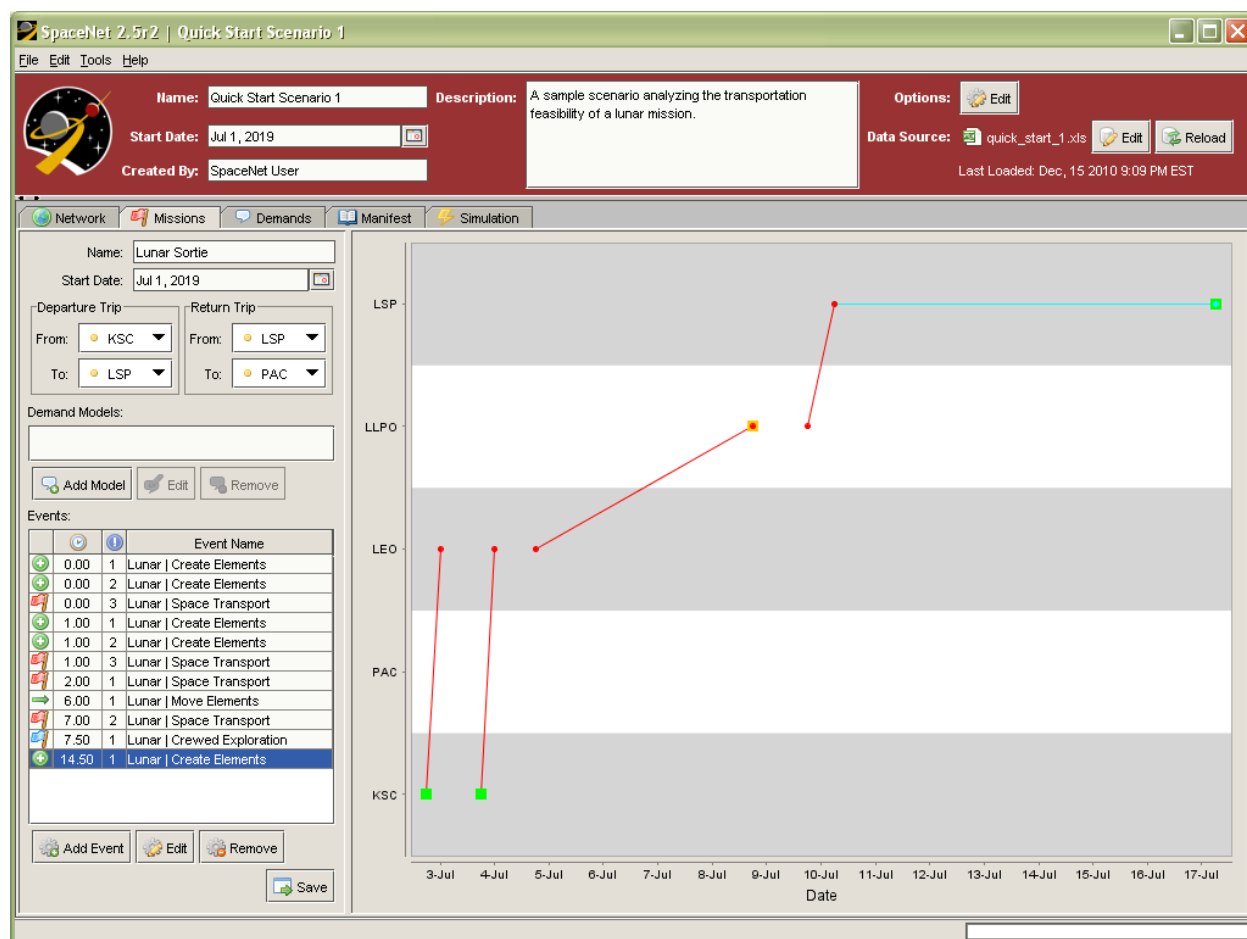 SpaceNet 2.5r2 | Quick Start Scenario 1
File Edit Tools Help
Name: Quick Start Scenario 1
Start Date: Jul 1, 2019
Created By: SpaceNet User
Description: A sample scenario analyzing the transportation
feasibility of a lunar mission.
Options: Edit
Data Source: quick_start_1.xls Edit Reload
Last Loaded: Dec, 15 2010 9:09 PM EST
Network Missions Demands Manifest Simulation
Name: Lunar Sortie
Start Date: Jul 1, 2019
Departure Trip Return Trip
From: KSC From: LSP
To: LSP To: PAC
Demand Models:
Add Model Edit Remove
Events:
Event Name
0.00 1 Lunar | Create Elements
0.00 2 Lunar | Create Elements
0.00 3 Lunar | Space Transport
1.00 1 Lunar | Create Elements
1.00 2 Lunar | Create Elements
1.00 3 Lunar | Space Transport
2.00 1 Lunar | Space Transport
6.00 1 Lunar | Move Elements
7.00 2 Lunar | Space Transport
7.50 1 Lunar | Crewed Exploration
14.50 1 Lunar | Create Elements
Add Event Edit Remove
Save
LSP
LLPO
LEO
PAC
KSC
3-Jul 4-Jul 5-Jul 6-Jul 7-Jul 8-Jul 9-Jul 10-Jul 11-Jul 12-Jul 13-Jul 14-Jul 15-Jul 16-Jul 17-Jul
Date